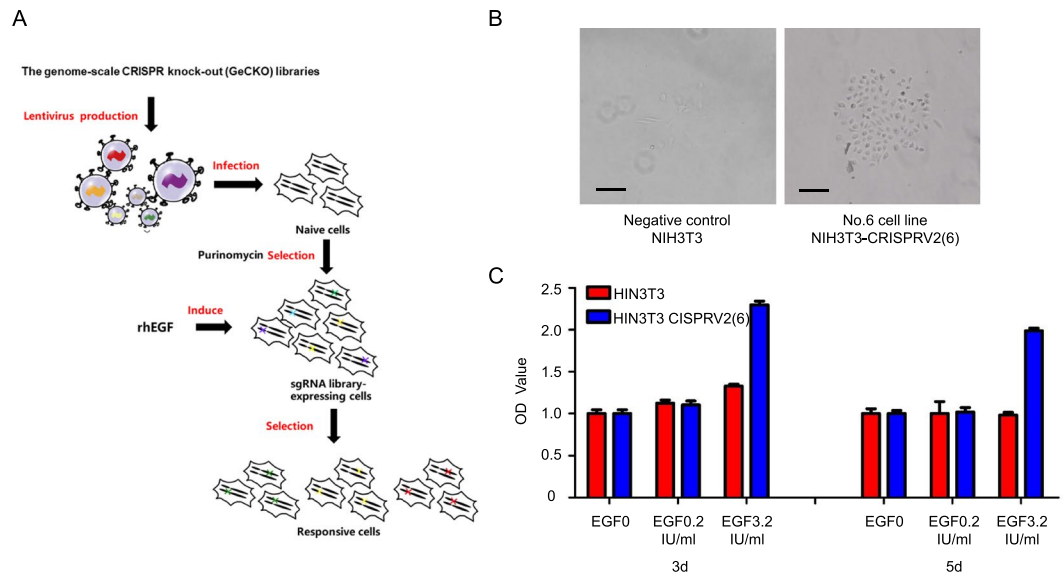 A
The genome-scale CRISPR knock-out (GeCKO) libraries
Lentivirus production
Infection
Naive cells
Purinomycin Selection
Induce
rhEGF
sgRNA library-
expressing cells
Selection
Responsive cells
B
Negative control
NIH3T3
No.6 cell line
NIH3T3-CRISPRV2(6)
C
OD Value
2.5
2.0
1.5
1.0
0.5
0
HIN3T3
HIN3T3 CISPRV2(6)
EGF0
EGF0.2
IU/ml
EGF3.2
IU/ml
EGF0
EGF0.2
IU/ml
EGF3.2
IU/ml
3d
5d